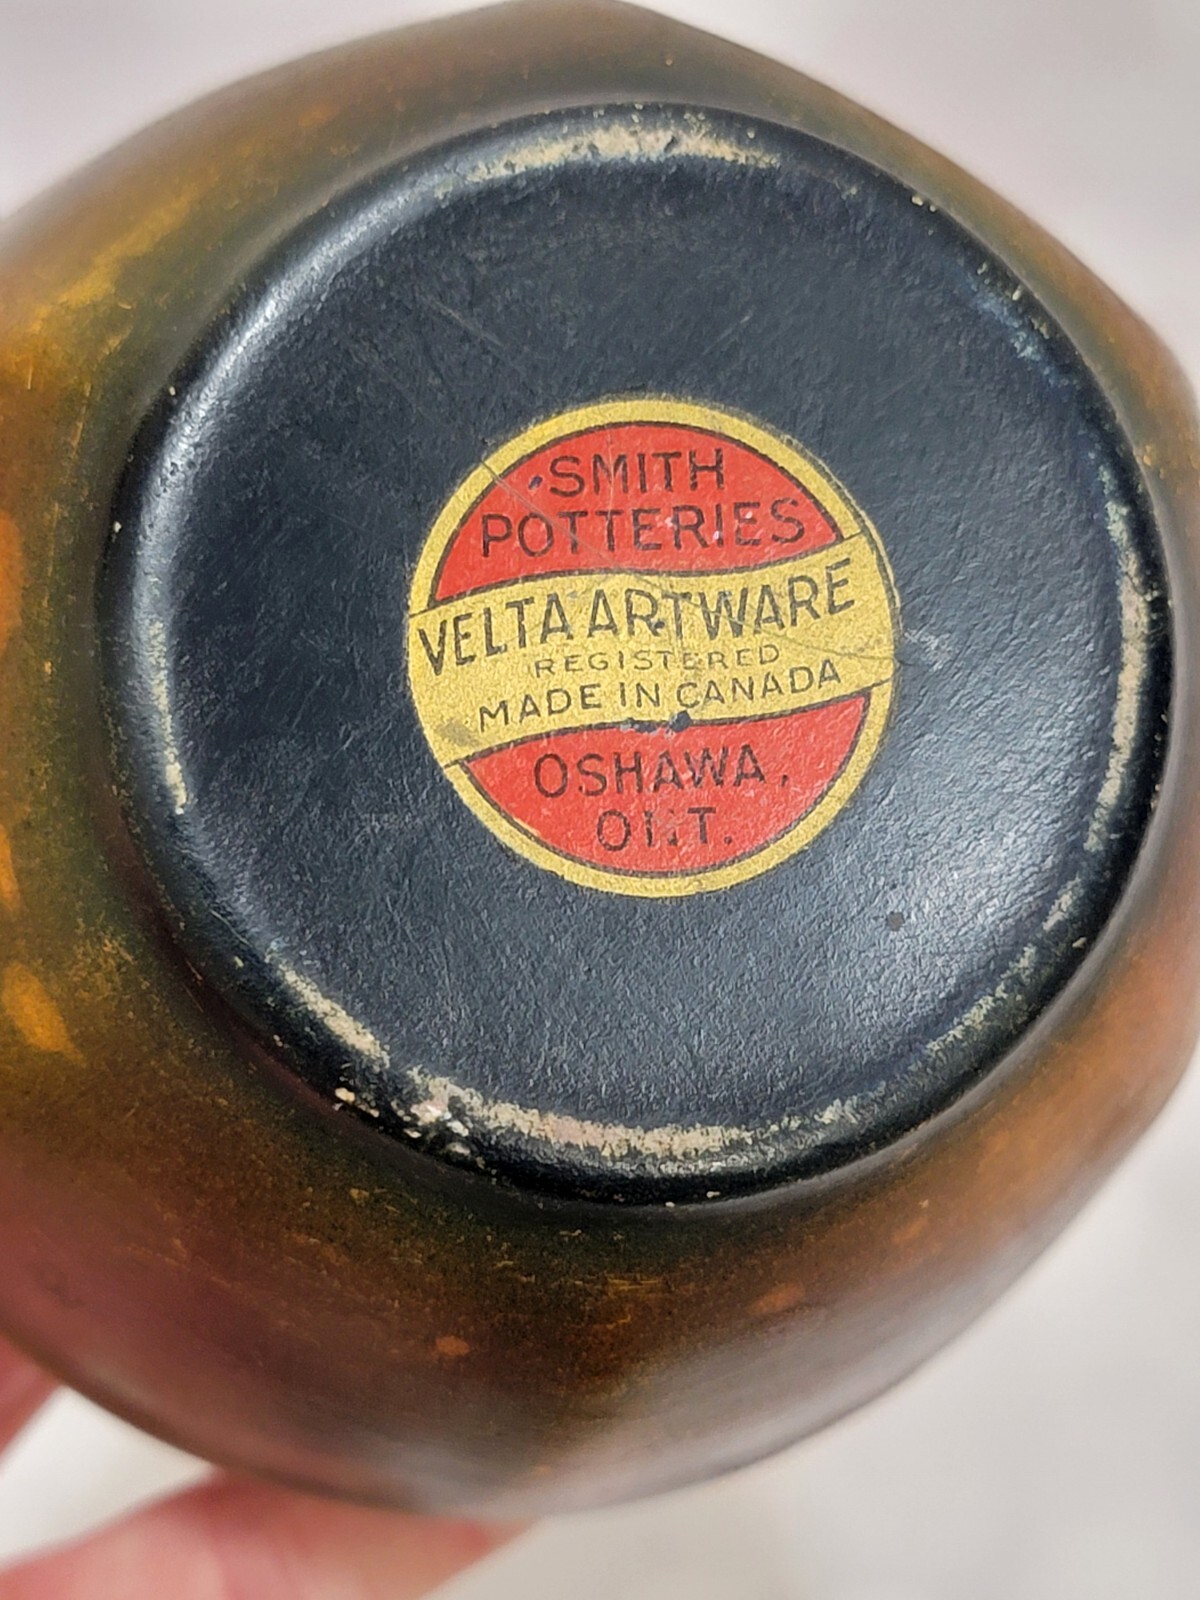 SMITH
POTTERIES
VELTA ARTWARE
REGISTERED
MADE IN CANADA
OSHAWA,
ONT.